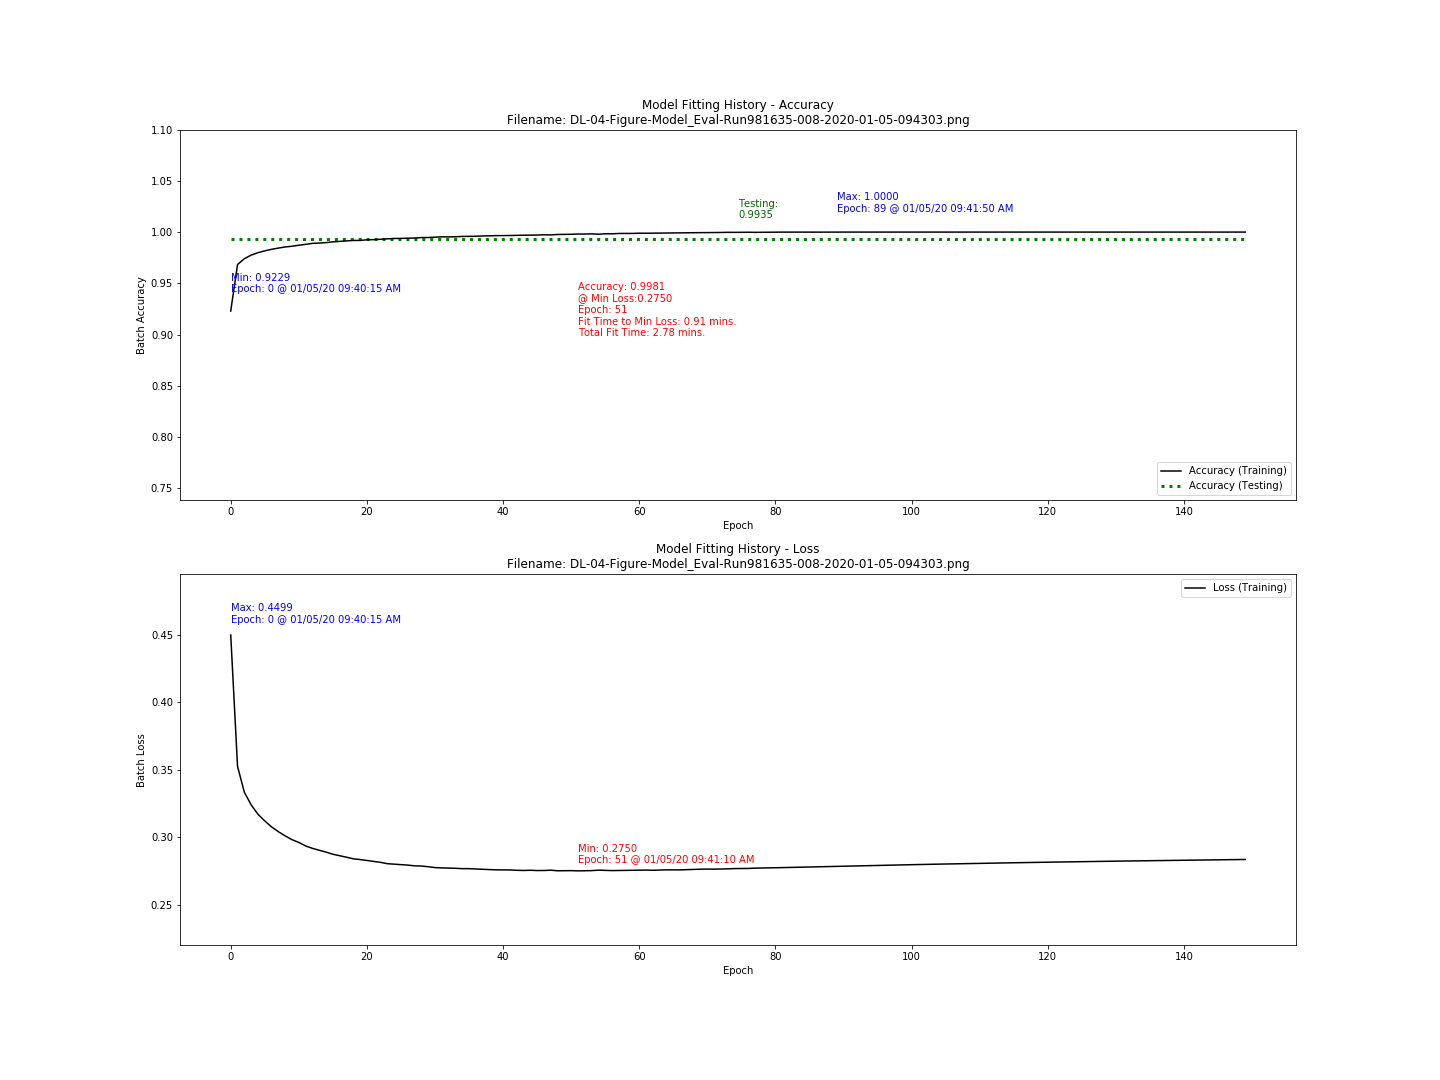 Model Fitting History - Accuracy
Filename: DL-04-Figure-Model_Eval-Run981635-008-2020-01-05-094303.png
1.10
1.05
1.00
0.95
0.90
0.85
0.80
0.75
Batch Accuracy
Testing:
0.9935
Max: 1.0000
Epoch: 89 @ 01/05/20 09:41:50 AM
Min: 0.9229
Epoch: 0 @ 01/05/20 09:40:15 AM
Accuracy: 0.9981
@ Min Loss:0.2750
Epoch: 51
Fit Time to Min Loss: 0.91 mins.
Total Fit Time: 2.78 mins.
Accuracy (Training)
Accuracy (Testing)
0 20 40 60 80 100 120 140
Epoch
Model Fitting History - Loss
Filename: DL-04-Figure-Model_Eval-Run981635-008-2020-01-05-094303.png
Loss (Training)
Max: 0.4499
Epoch: 0 @ 01/05/20 09:40:15 AM
0.45
0.40
0.35
0.30
0.25
Batch Loss
Min: 0.2750
Epoch: 51 @ 01/05/20 09:41:10 AM
0 20 40 60 80 100 120 140
Epoch